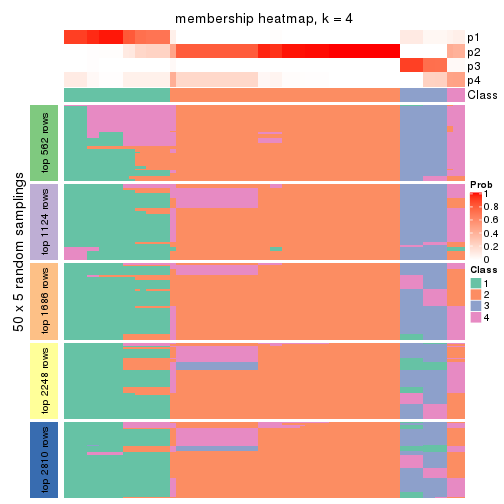 membership heatmap, k = 4
p1
p2
p3
p4
Class
50 x 5 random samplings
top 562 rows
top 1124 rows
top 1686 rows
top 2248 rows
top 2810 rows
Prob
1
0.8
0.6
0.4
0.2
0
Class
1
2
3
4